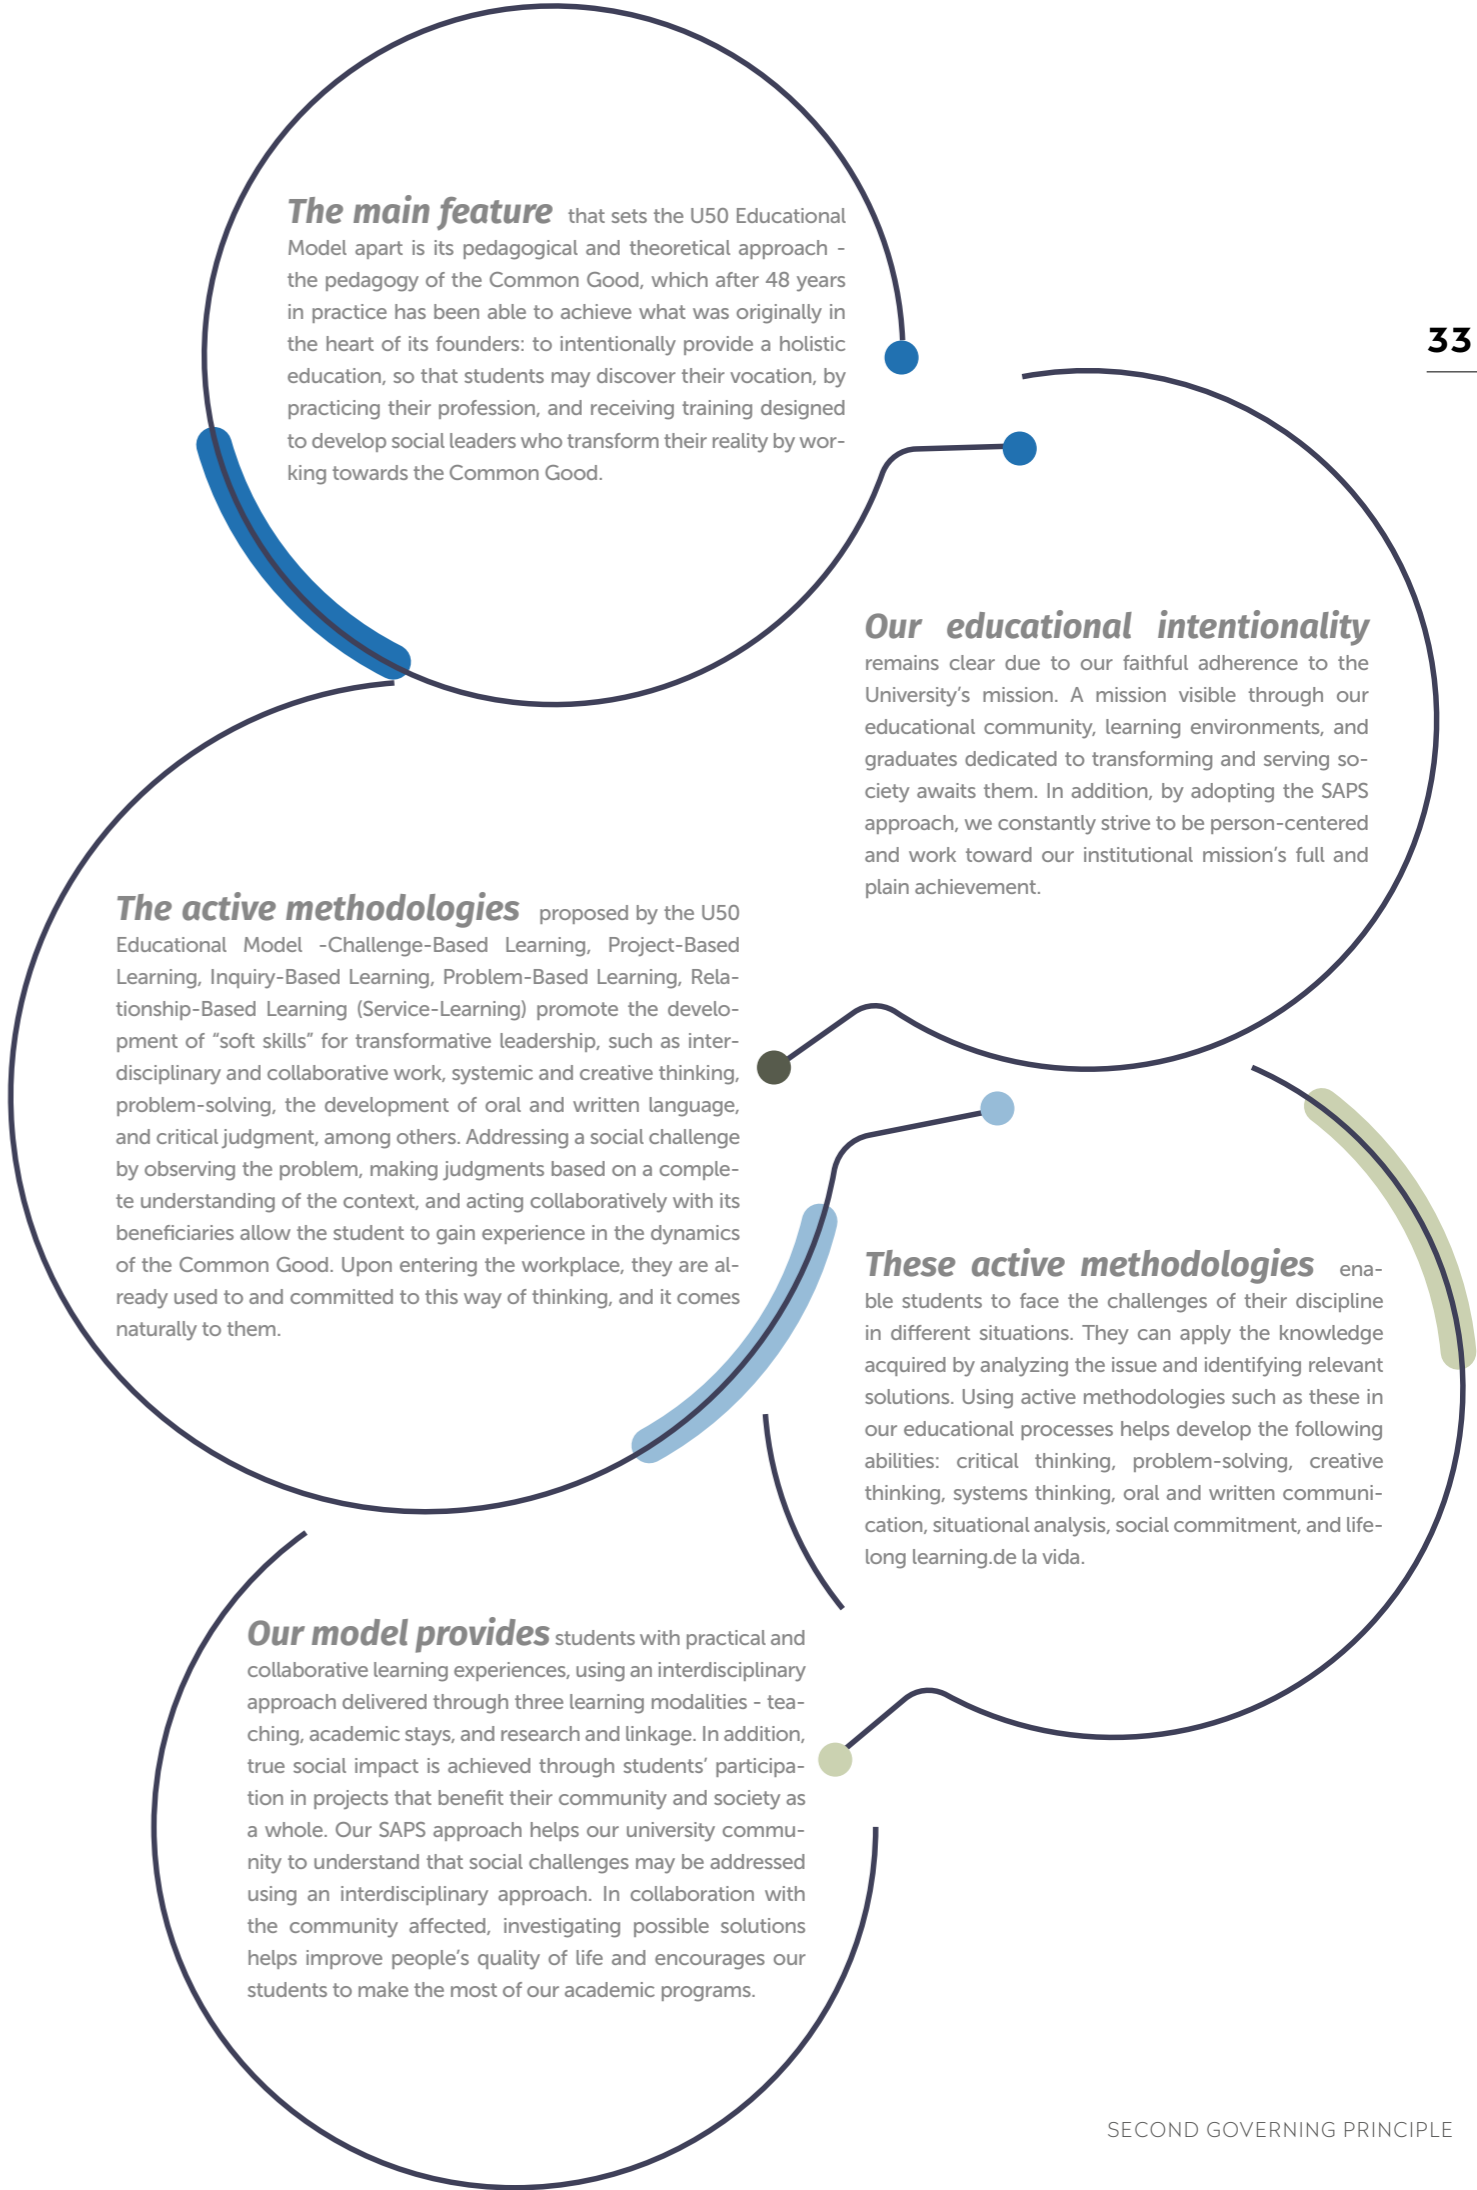 The main feature that sets the U50 Educational
Model apart is its pedagogical and theoretical approach -
the pedagogy of the Common Good, which after 48 years
in practice has been able to achieve what was originally in
the heart of its founders: to intentionally provide a holistic
education, so that students may discover their vocation, by
practicing their profession, and receiving training designed
to develop social leaders who transform their reality by wor-
king towards the Common Good.
33
Our educational intentionality
remains clear due to our faithful adherence to the
University's mission. A mission visible through our
educational community, learning environments, and
graduates dedicated to transforming and serving so-
ciety awaits them. In addition, by adopting the SAPS
approach, we constantly strive to be person-centered
and work toward our institutional mission's full and
plain achievement.
The active methodologies proposed by the U50
Educational Model -Challenge-Based Learning, Project-Based
Learning, Inquiry-Based Learning, Problem-Based Learning, Rela-
tionship-Based Learning (Service-Learning) promote the develo-
pment of “soft skills” for transformative leadership, such as inter-
disciplinary and collaborative work, systemic and creative thinking,
problem-solving, the development of oral and written language,
and critical judgment, among others. Addressing a social challenge
by observing the problem, making judgments based on a comple-
te understanding of the context, and acting collaboratively with its
beneficiaries allow the student to gain experience in the dynamics
of the Common Good. Upon entering the workplace, they are al-
ready used to and committed to this way of thinking, and it comes
naturally to them.
These active methodologies ena-
ble students to face the challenges of their discipline
in different situations. They can apply the knowledge
acquired by analyzing the issue and identifying relevant
solutions. Using active methodologies such as these in
our educational processes helps develop the following
abilities: critical thinking, problem-solving, creative
thinking, systems thinking, oral and written communi-
cation, situational analysis, social commitment, and life-
long learning.de la vida.
Our model provides students with practical and
collaborative learning experiences, using an interdisciplinary
approach delivered through three learning modalities - tea-
ching, academic stays, and research and linkage. In addition,
true social impact is achieved through students' participa-
tion in projects that benefit their community and society as
a whole. Our SAPS approach helps our university commu-
nity to understand that social challenges may be addressed
using an interdisciplinary approach. In collaboration with
the community affected, investigating possible solutions
helps improve people's quality of life and encourages our
students to make the most of our academic programs.
SECOND GOVERNING PRINCIPLE